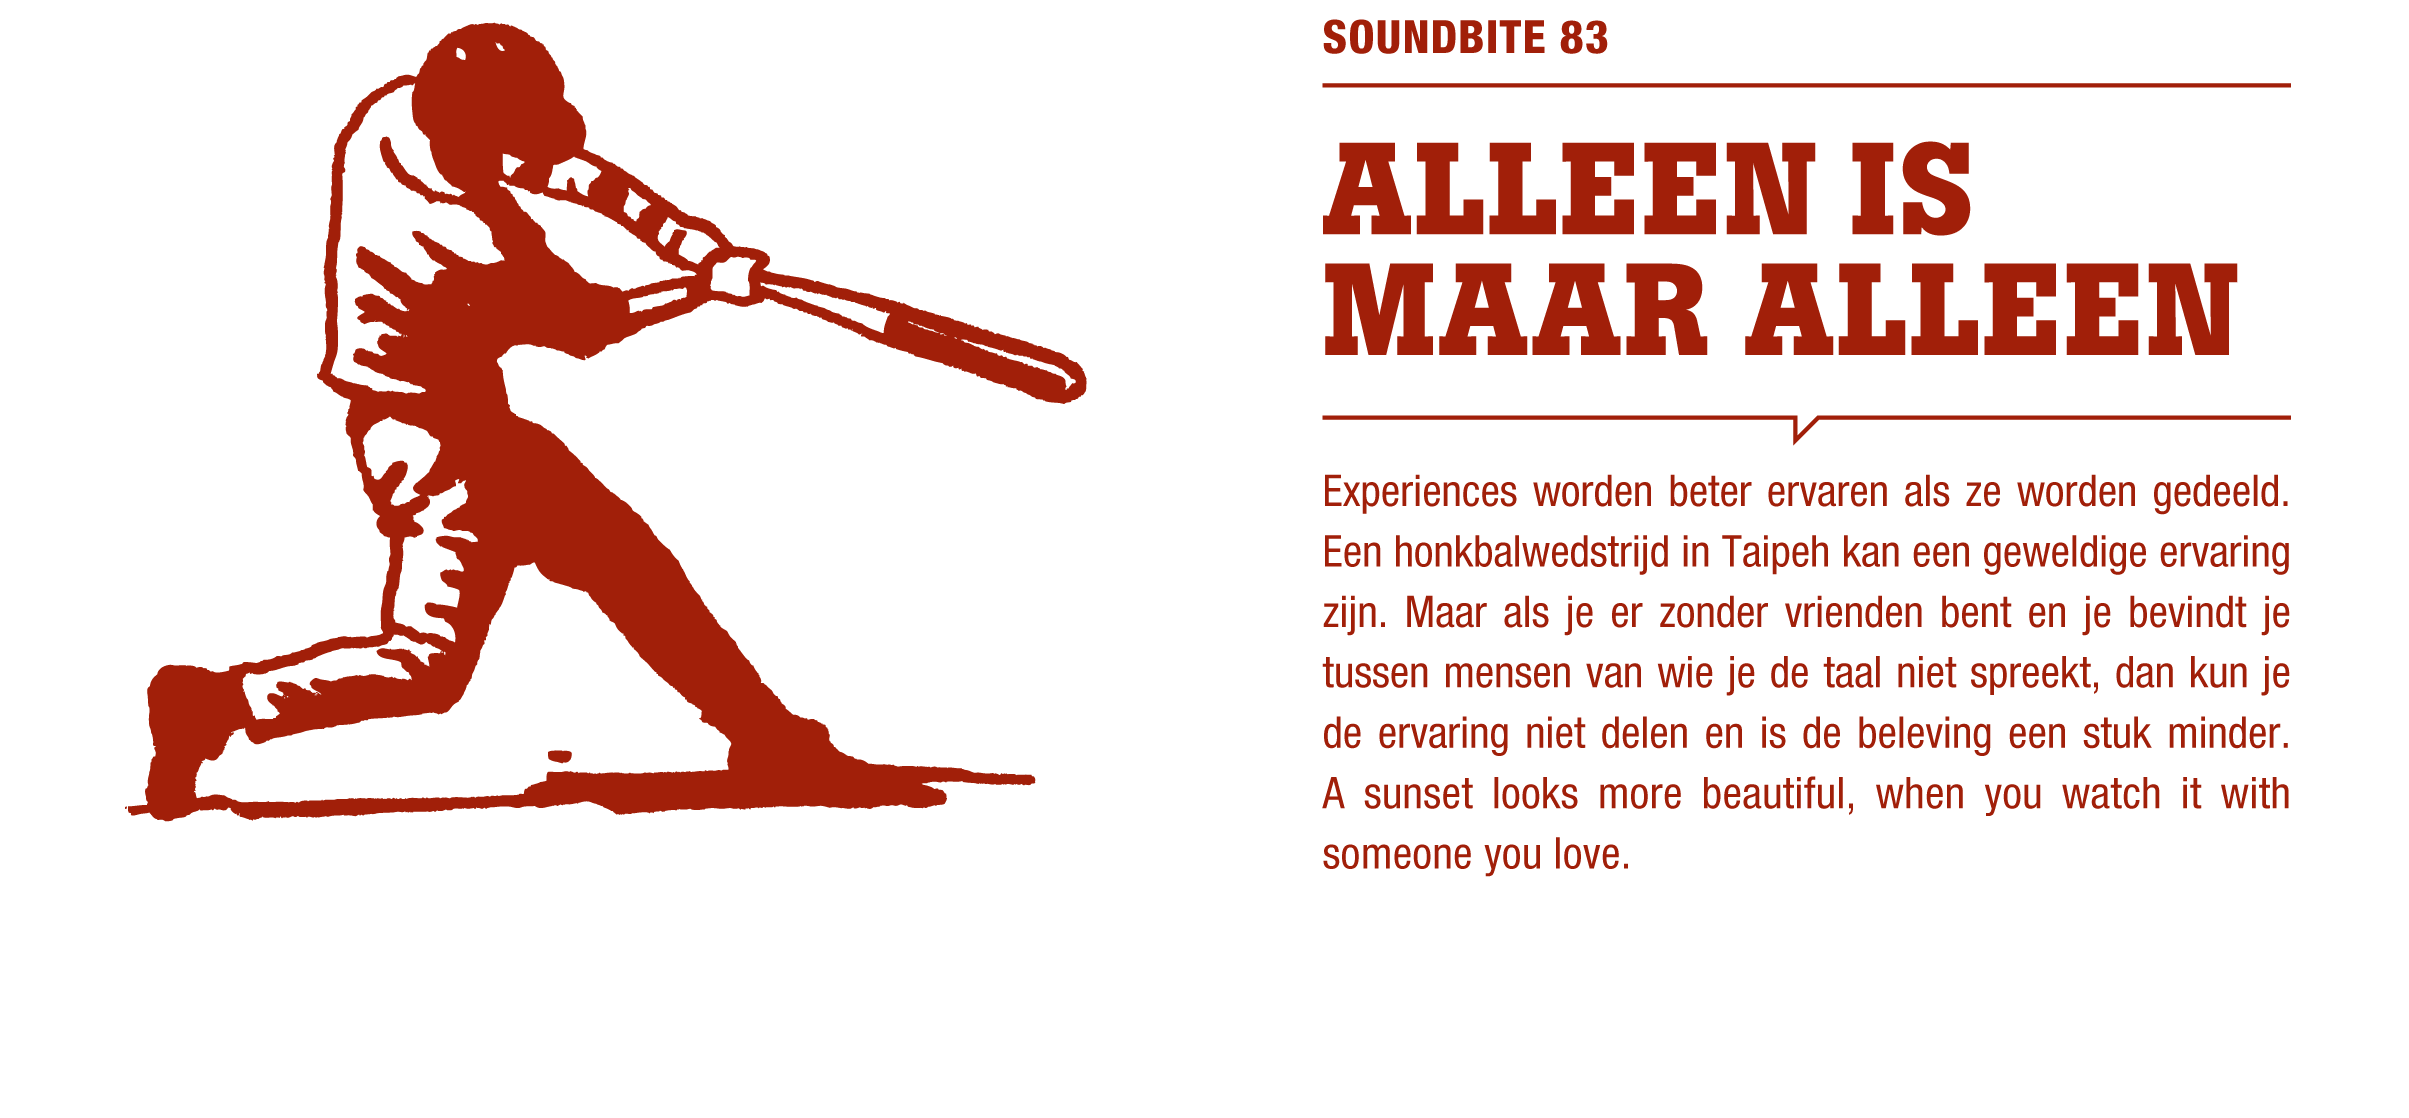 SOUNDBITE 83
ALLEEN IS
MAAR ALLEEN
Experiences worden beter ervaren als ze worden gedeeld.
Een honkbalwedstrijd in Taipeh kan een geweldige ervaring
zijn. Maar als je er zonder vrienden bent en je bevindt je
tussen mensen van wie je de taal niet spreekt, dan kun je
de ervaring niet delen en is de beleving een stuk minder.
A sunset looks more beautiful, when you watch it with
someone you love.